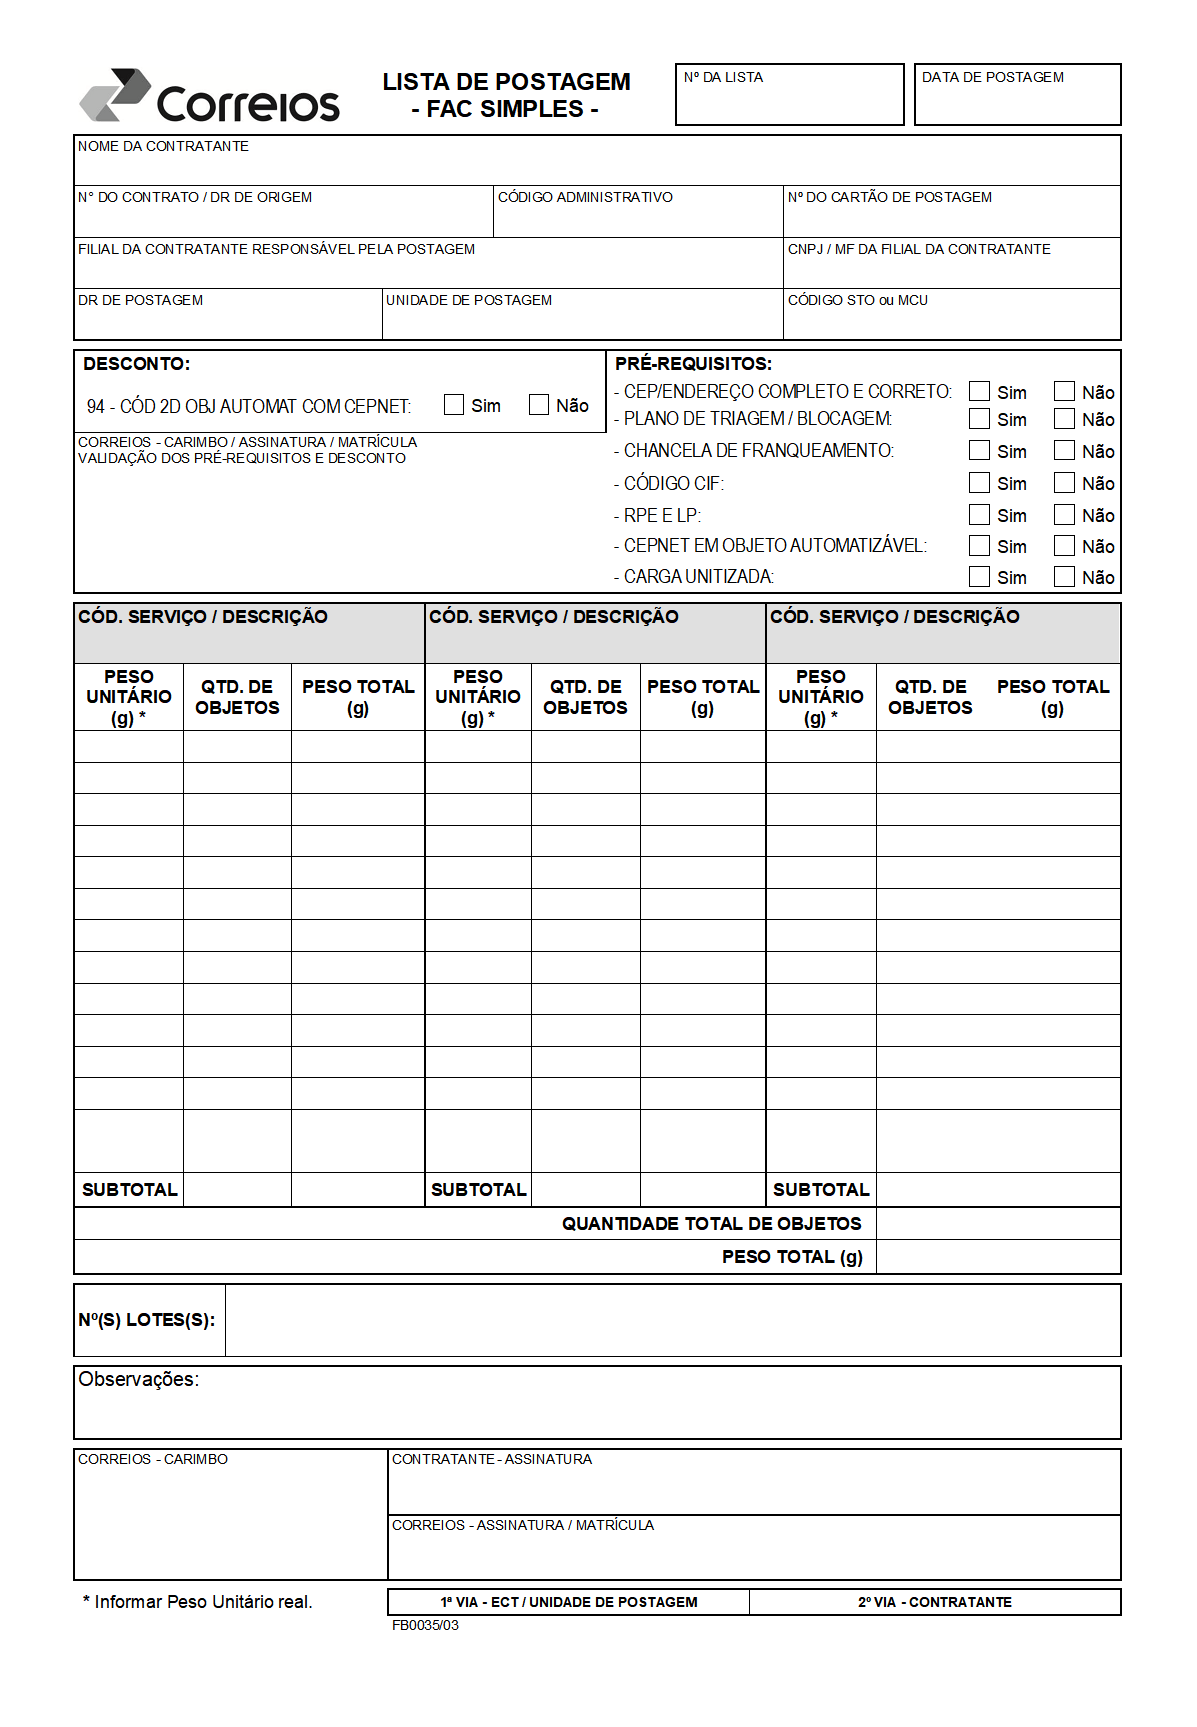 Correios
LISTA DE POSTAGEM
- FAC SIMPLES -
Nº DA LISTA
DATA DE POSTAGEM
NOME DA CONTRATANTE
N° DO CONTRATO / DR DE ORIGEM
CÓDIGO ADMINISTRATIVO
Nº DO CARTÃO DE POSTAGEM
FILIAL DA CONTRATANTE RESPONSÁVEL PELA POSTAGEM
CNPJ / MF DA FILIAL DA CONTRATANTE
DR DE POSTAGEM
UNIDADE DE POSTAGEM
CÓDIGO STO ou MCU
DESCONTO:
94 - CÓD 2D OBJ AUTOMAT COM CEPNET: Sim Não
CORREIOS - CARIMBO / ASSINATURA / MATRÍCULA
VALIDAÇÃO DOS PRÉ-REQUISITOS E DESCONTO
PRÉ-REQUISITOS:
- CEP/ENDEREÇO COMPLETO E CORRETO: Sim Não
- PLANO DE TRIAGEM / BLOCAGEM: Sim Não
- CHANCELA DE FRANQUEAMENTO: Sim Não
- CÓDIGO CIF: Sim Não
- RPE E LP: Sim Não
- CEPNET EM OBJETO AUTOMATIZÁVEL: Sim Não
- CARGA UNITIZADA: Sim Não
CÓD. SERVIÇO / DESCRIÇÃO
CÓD. SERVIÇO / DESCRIÇÃO
CÓD. SERVIÇO / DESCRIÇÃO
PESO
UNITÁRIO
(g) *
QTD. DE
OBJETOS
PESO TOTAL
(g)
PESO
UNITÁRIO
(g) *
QTD. DE
OBJETOS
PESO TOTAL
(g)
PESO
UNITÁRIO
(g) *
QTD. DE
OBJETOS
PESO TOTAL
(g)
SUBTOTAL
SUBTOTAL
SUBTOTAL
QUANTIDADE TOTAL DE OBJETOS
PESO TOTAL (g)
Nº(S) LOTES(S):
Observações:
CORREIOS - CARIMBO
CONTRATANTE - ASSINATURA
CORREIOS - ASSINATURA / MATRÍCULA
* Informar Peso Unitário real.
1ª VIA - ECT / UNIDADE DE POSTAGEM
2º VIA - CONTRATANTE
FB0035/03